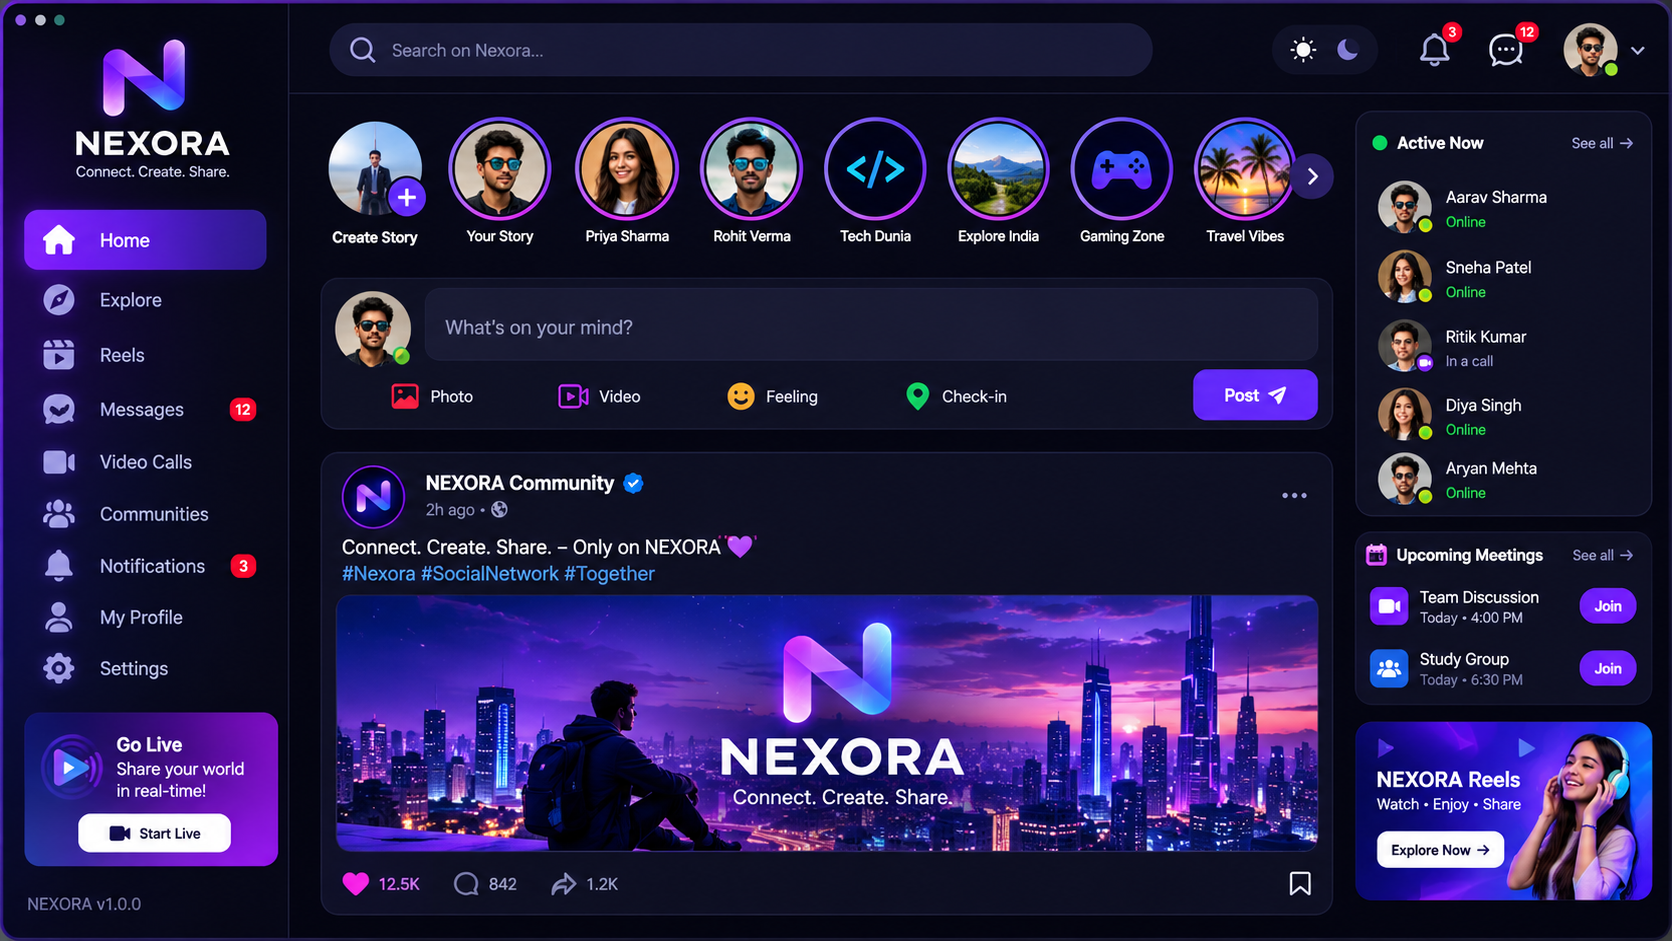 NEXORA
Connect. Create. Share.
Home
Explore
Reels
Messages
12
Video Calls
Communities
Notifications
3
My Profile
Settings
Go Live
Share your world
in real-time!
Start Live
NEXORA v1.0.0
Search on Nexora...
3
12
Create Story
Your Story
Priya Sharma
Rohit Verma
</>
Tech Dunia
Explore India
Gaming Zone
Travel Vibes
What's on your mind?
Photo
Video
Feeling
Check-in
Post
NEXORA Community
2h ago •
Connect. Create. Share. – Only on NEXORA 💜
#Nexora #SocialNetwork #Together
NEXORA
Connect. Create. Share.
12.5K
842
1.2K
Active Now
See all →
Aarav Sharma
Online
Sneha Patel
Online
Ritik Kumar
In a call
Diya Singh
Online
Aryan Mehta
Online
Upcoming Meetings
See all →
Team Discussion
Today • 4:00 PM
Join
Study Group
Today • 6:30 PM
Join
NEXORA Reels
Watch • Enjoy • Share
Explore Now →